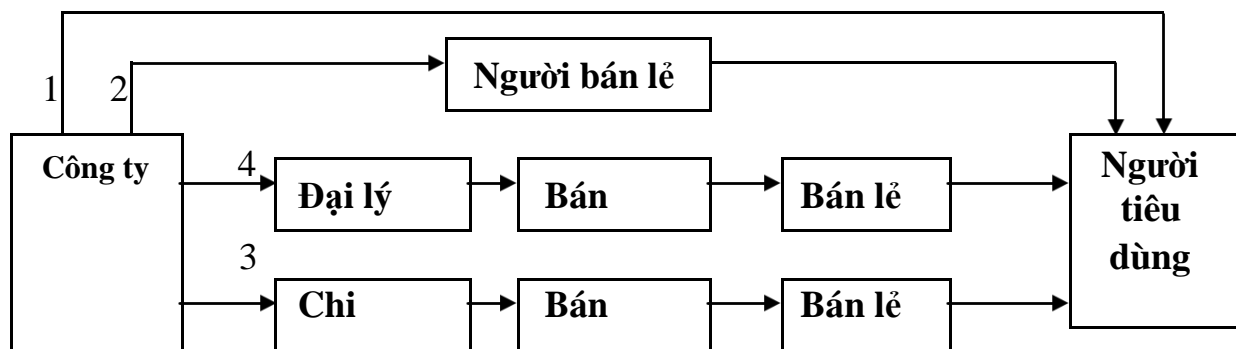 1
2
Người bán lẻ
Công ty
4
Đại lý
Bán
Bán lẻ
Người
tiêu
dùng
3
Chi
Bán
Bán lẻ